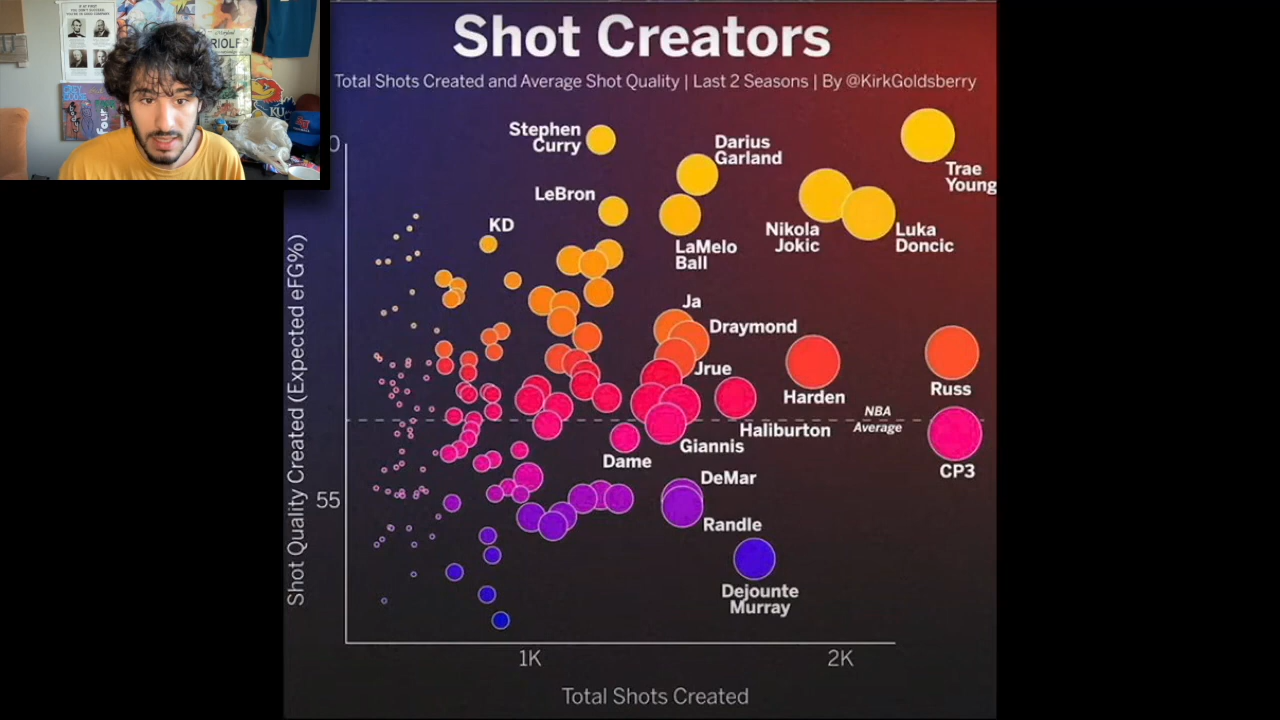 Shot Creators
Total Shots Created and Average Shot Quality | Last 2 Seasons | By @KirkGoldsberry
Stephen
Curry
Darius
Garland
Trae
Young
LeBron
KD
LaMelo
Ball
Nikola
Jokic
Luka
Doncic
Ja
Draymond
Jrue
Harden
Russ
NBA
Average
Haliburton
Giannis
Dame
CP3
DeMar
Randle
Dejounte
Murray
0
55
Shot Quality Created (Expected eFG%)
1K
2K
Total Shots Created
KU